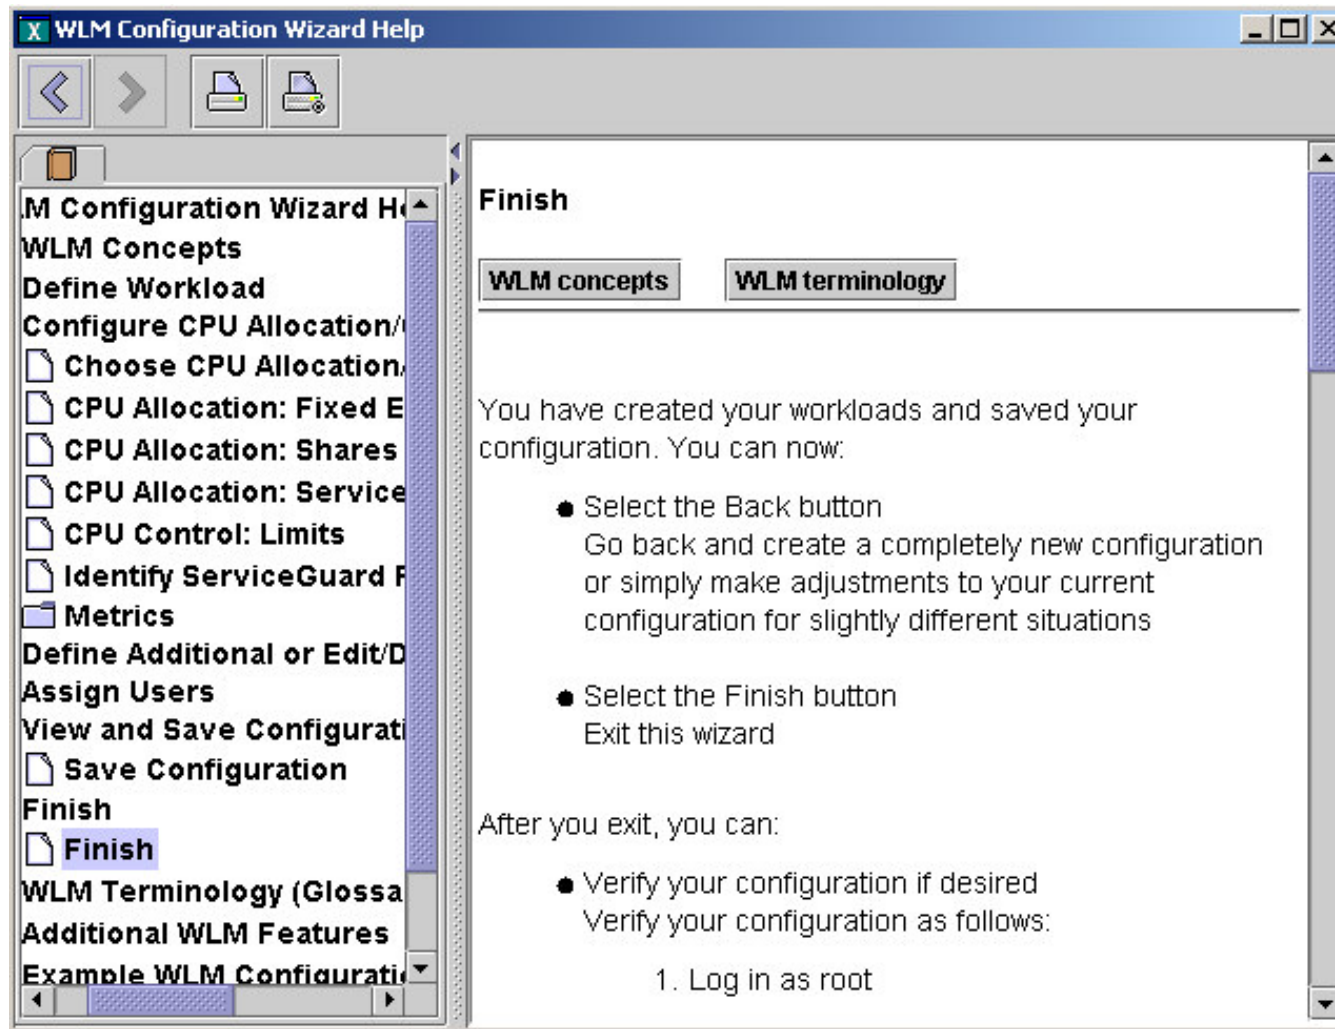 WLM Configuration Wizard Help
.M Configuration Wizard H
WLM Concepts
Define Workload
Configure CPU Allocation/
Choose CPU Allocation
CPU Allocation: Fixed E
CPU Allocation: Shares
CPU Allocation: Service
CPU Control: Limits
Identify ServiceGuard F
Metrics
Define Additional or Edit/D
Assign Users
View and Save Configurati
Save Configuration
Finish
Finish
WLM Terminology (Glossa
Additional WLM Features
Example WLM Configurati
Finish
WLM concepts WLM terminology
You have created your workloads and saved your
configuration. You can now:
Select the Back button
Go back and create a completely new configuration
or simply make adjustments to your current
configuration for slightly different situations
Select the Finish button
Exit this wizard
After you exit, you can:
Verify your configuration if desired
Verify your configuration as follows:
1. Log in as root